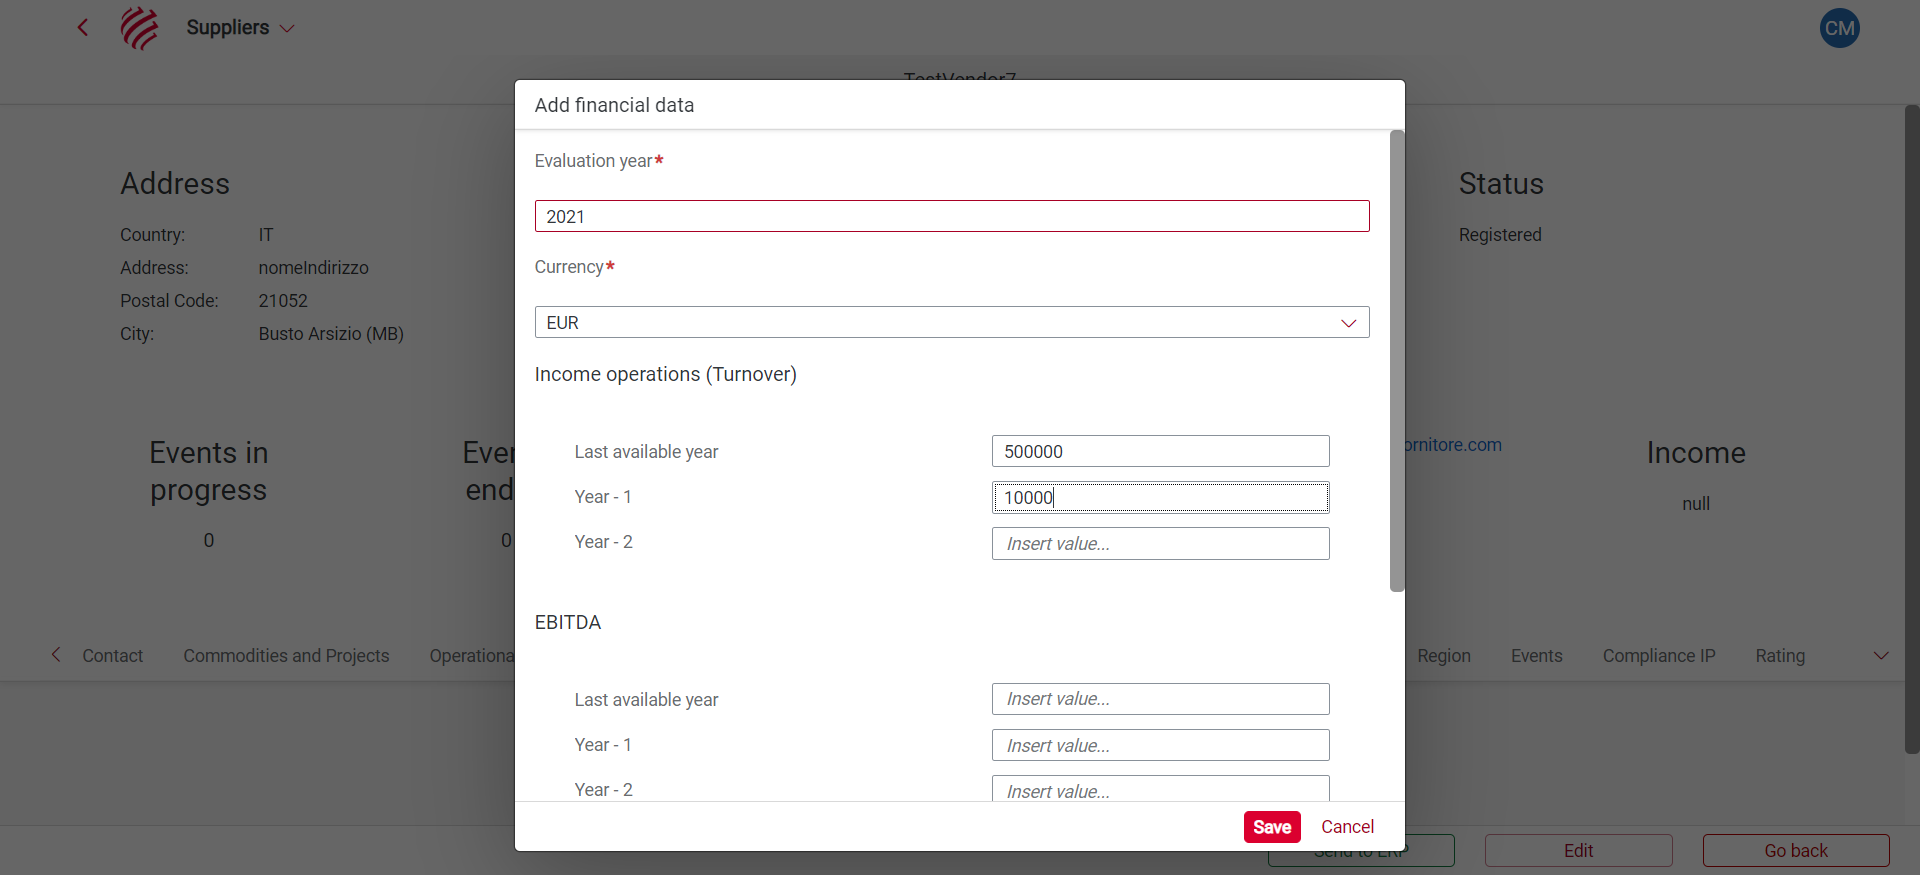 Suppliers
CM
TestVendor7
Add financial data
Evaluation year*
2021
Currency*
EUR
Income operations (Turnover)
Last available year
500000
Year - 1
10000
Year - 2
Insert value...
EBITDA
Last available year
Insert value...
Year - 1
Insert value...
Year - 2
Insert value...
Save
Cancel
Address
Country:
IT
Address:
nomeIndirizzo
Postal Code:
21052
City:
Busto Arsizio (MB)
Status
Registered
Events in
progress
0
Ever
end
0
ornitore.com
Income
null
Contact
Commodities and Projects
Operationa
Region
Events
Compliance IP
Rating
Send to ERP
Edit
Go back